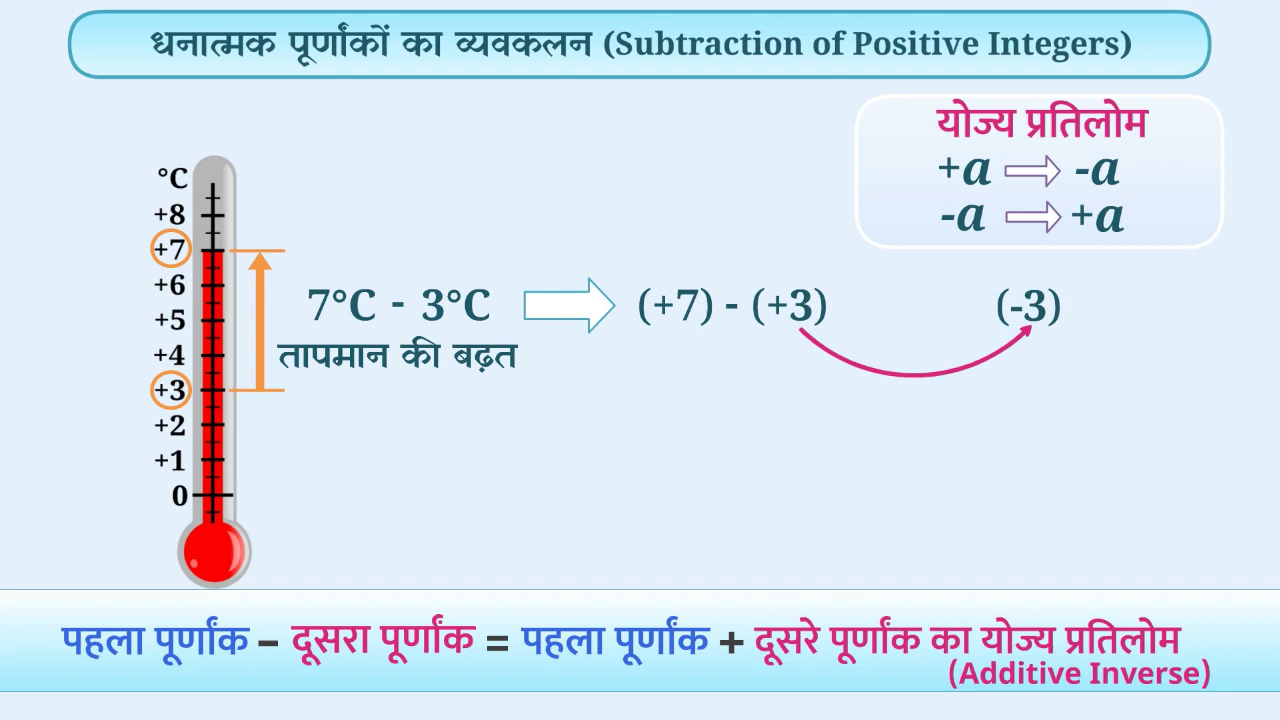 धनात्मक पूर्णांकों का व्यवकलन (Subtraction of Positive Integers)
योज्य प्रतिलोम
+a -a
-a +a
°C
+8
+7
+6
+5
+4
+3
+2
+1
0
7°C - 3°C (+7) - (+3) (-3)
तापमान की बढ़त
पहला पूर्णांक – दूसरा पूर्णांक = पहला पूर्णांक + दूसरे पूर्णांक का योज्य प्रतिलोम
(Additive Inverse)